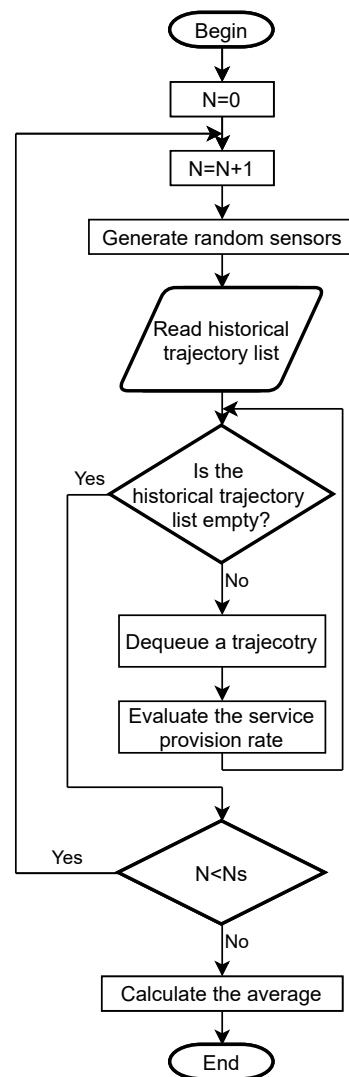 Begin
N=0
N=N+1
Generate random sensors
Read historical
trajectory list
Is the
historical trajectory
list empty?
Yes
No
Dequeue a trajecotry
Evaluate the service
provision rate
N<Ns
Yes
No
Calculate the average
End